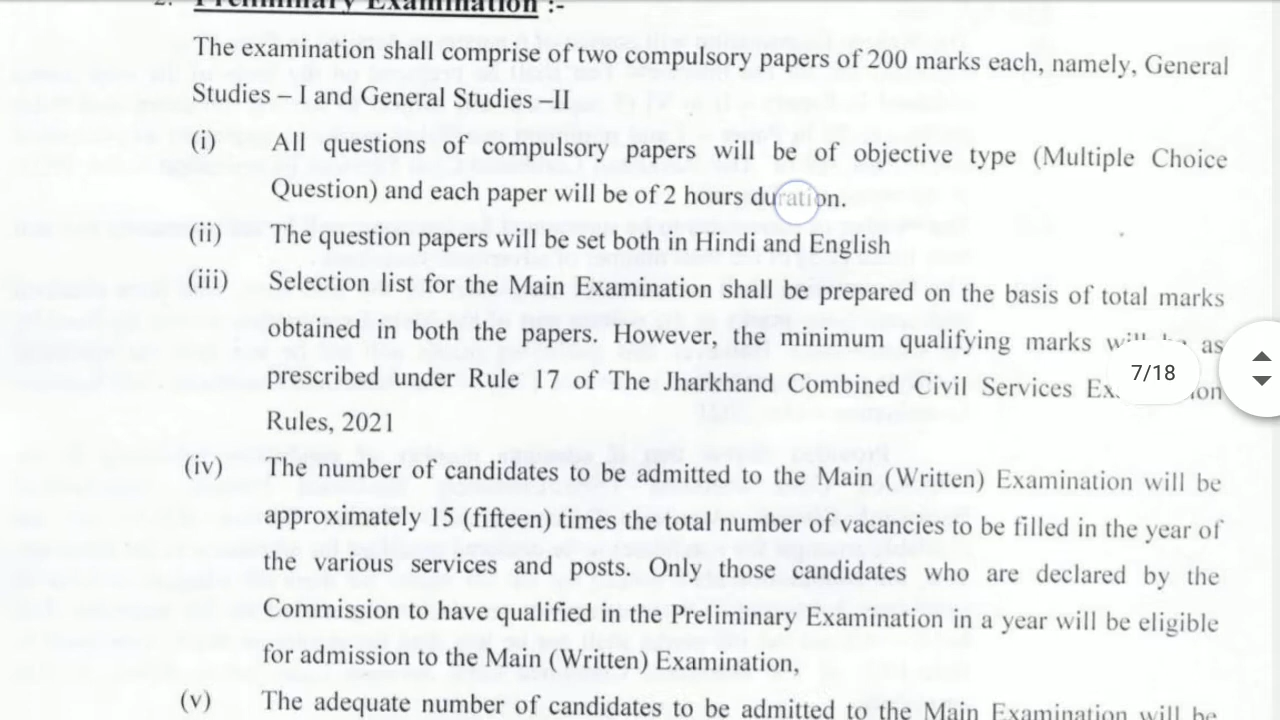 2. Preliminary Examination :-
The examination shall comprise of two compulsory papers of 200 marks each, namely, General
Studies – I and General Studies –II
(i) All questions of compulsory papers will be of objective type (Multiple Choice
Question) and each paper will be of 2 hours duration.
(ii) The question papers will be set both in Hindi and English
(iii) Selection list for the Main Examination shall be prepared on the basis of total marks
obtained in both the papers. However, the minimum qualifying marks will be as
prescribed under Rule 17 of The Jharkhand Combined Civil Services
7/18
Rules, 2021
(iv) The number of candidates to be admitted to the Main (Written) Examination will be
approximately 15 (fifteen) times the total number of vacancies to be filled in the year of
the various services and posts. Only those candidates who are declared by the
Commission to have qualified in the Preliminary Examination in a year will be eligible
for admission to the Main (Written) Examination,
(v) The adequate number of candidates to be admitted to the Main Examination will be